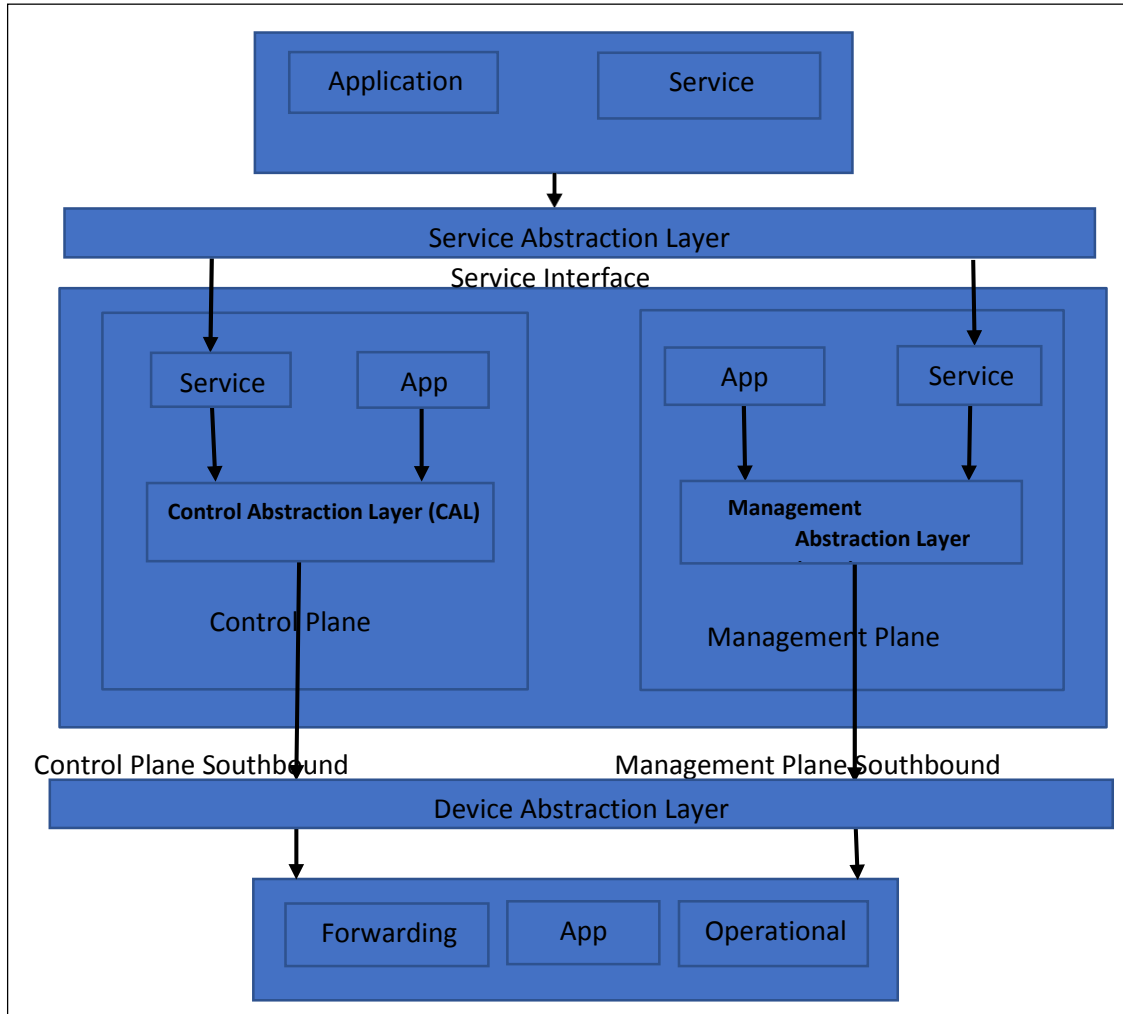 Application
Service
Service Abstraction Layer
Service Interface
Service
App
App
Service
Control Abstraction Layer (CAL)
Management
Abstraction Layer
Control Plane
Management Plane
Control Plane Southbound
Management Plane Southbound
Device Abstraction Layer
Forwarding
App
Operational